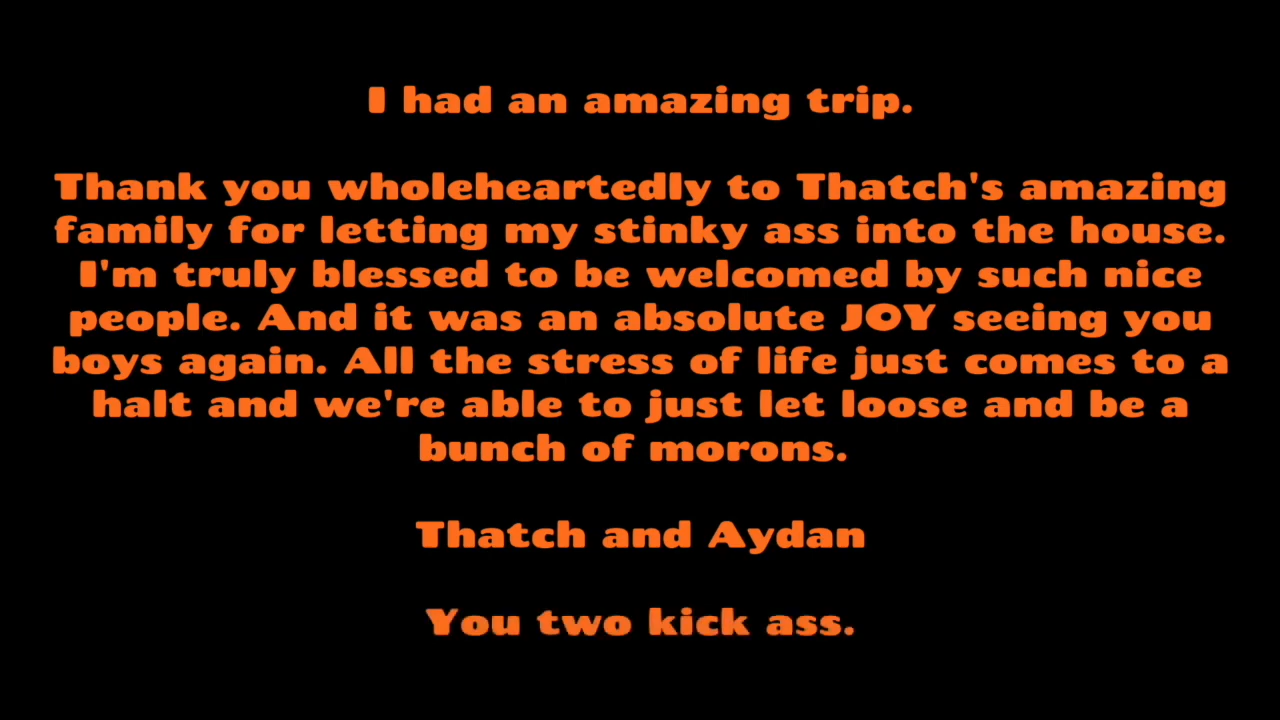 I had an amazing trip.
Thank you wholeheartedly to Thatch's amazing
family for letting my stinky ass into the house.
I'm truly blessed to be welcomed by such nice
people. And it was an absolute JOY seeing you
boys again. All the stress of life just comes to a
halt and we're able to just let loose and be a
bunch of morons.
Thatch and Aydan
You two kick ass.